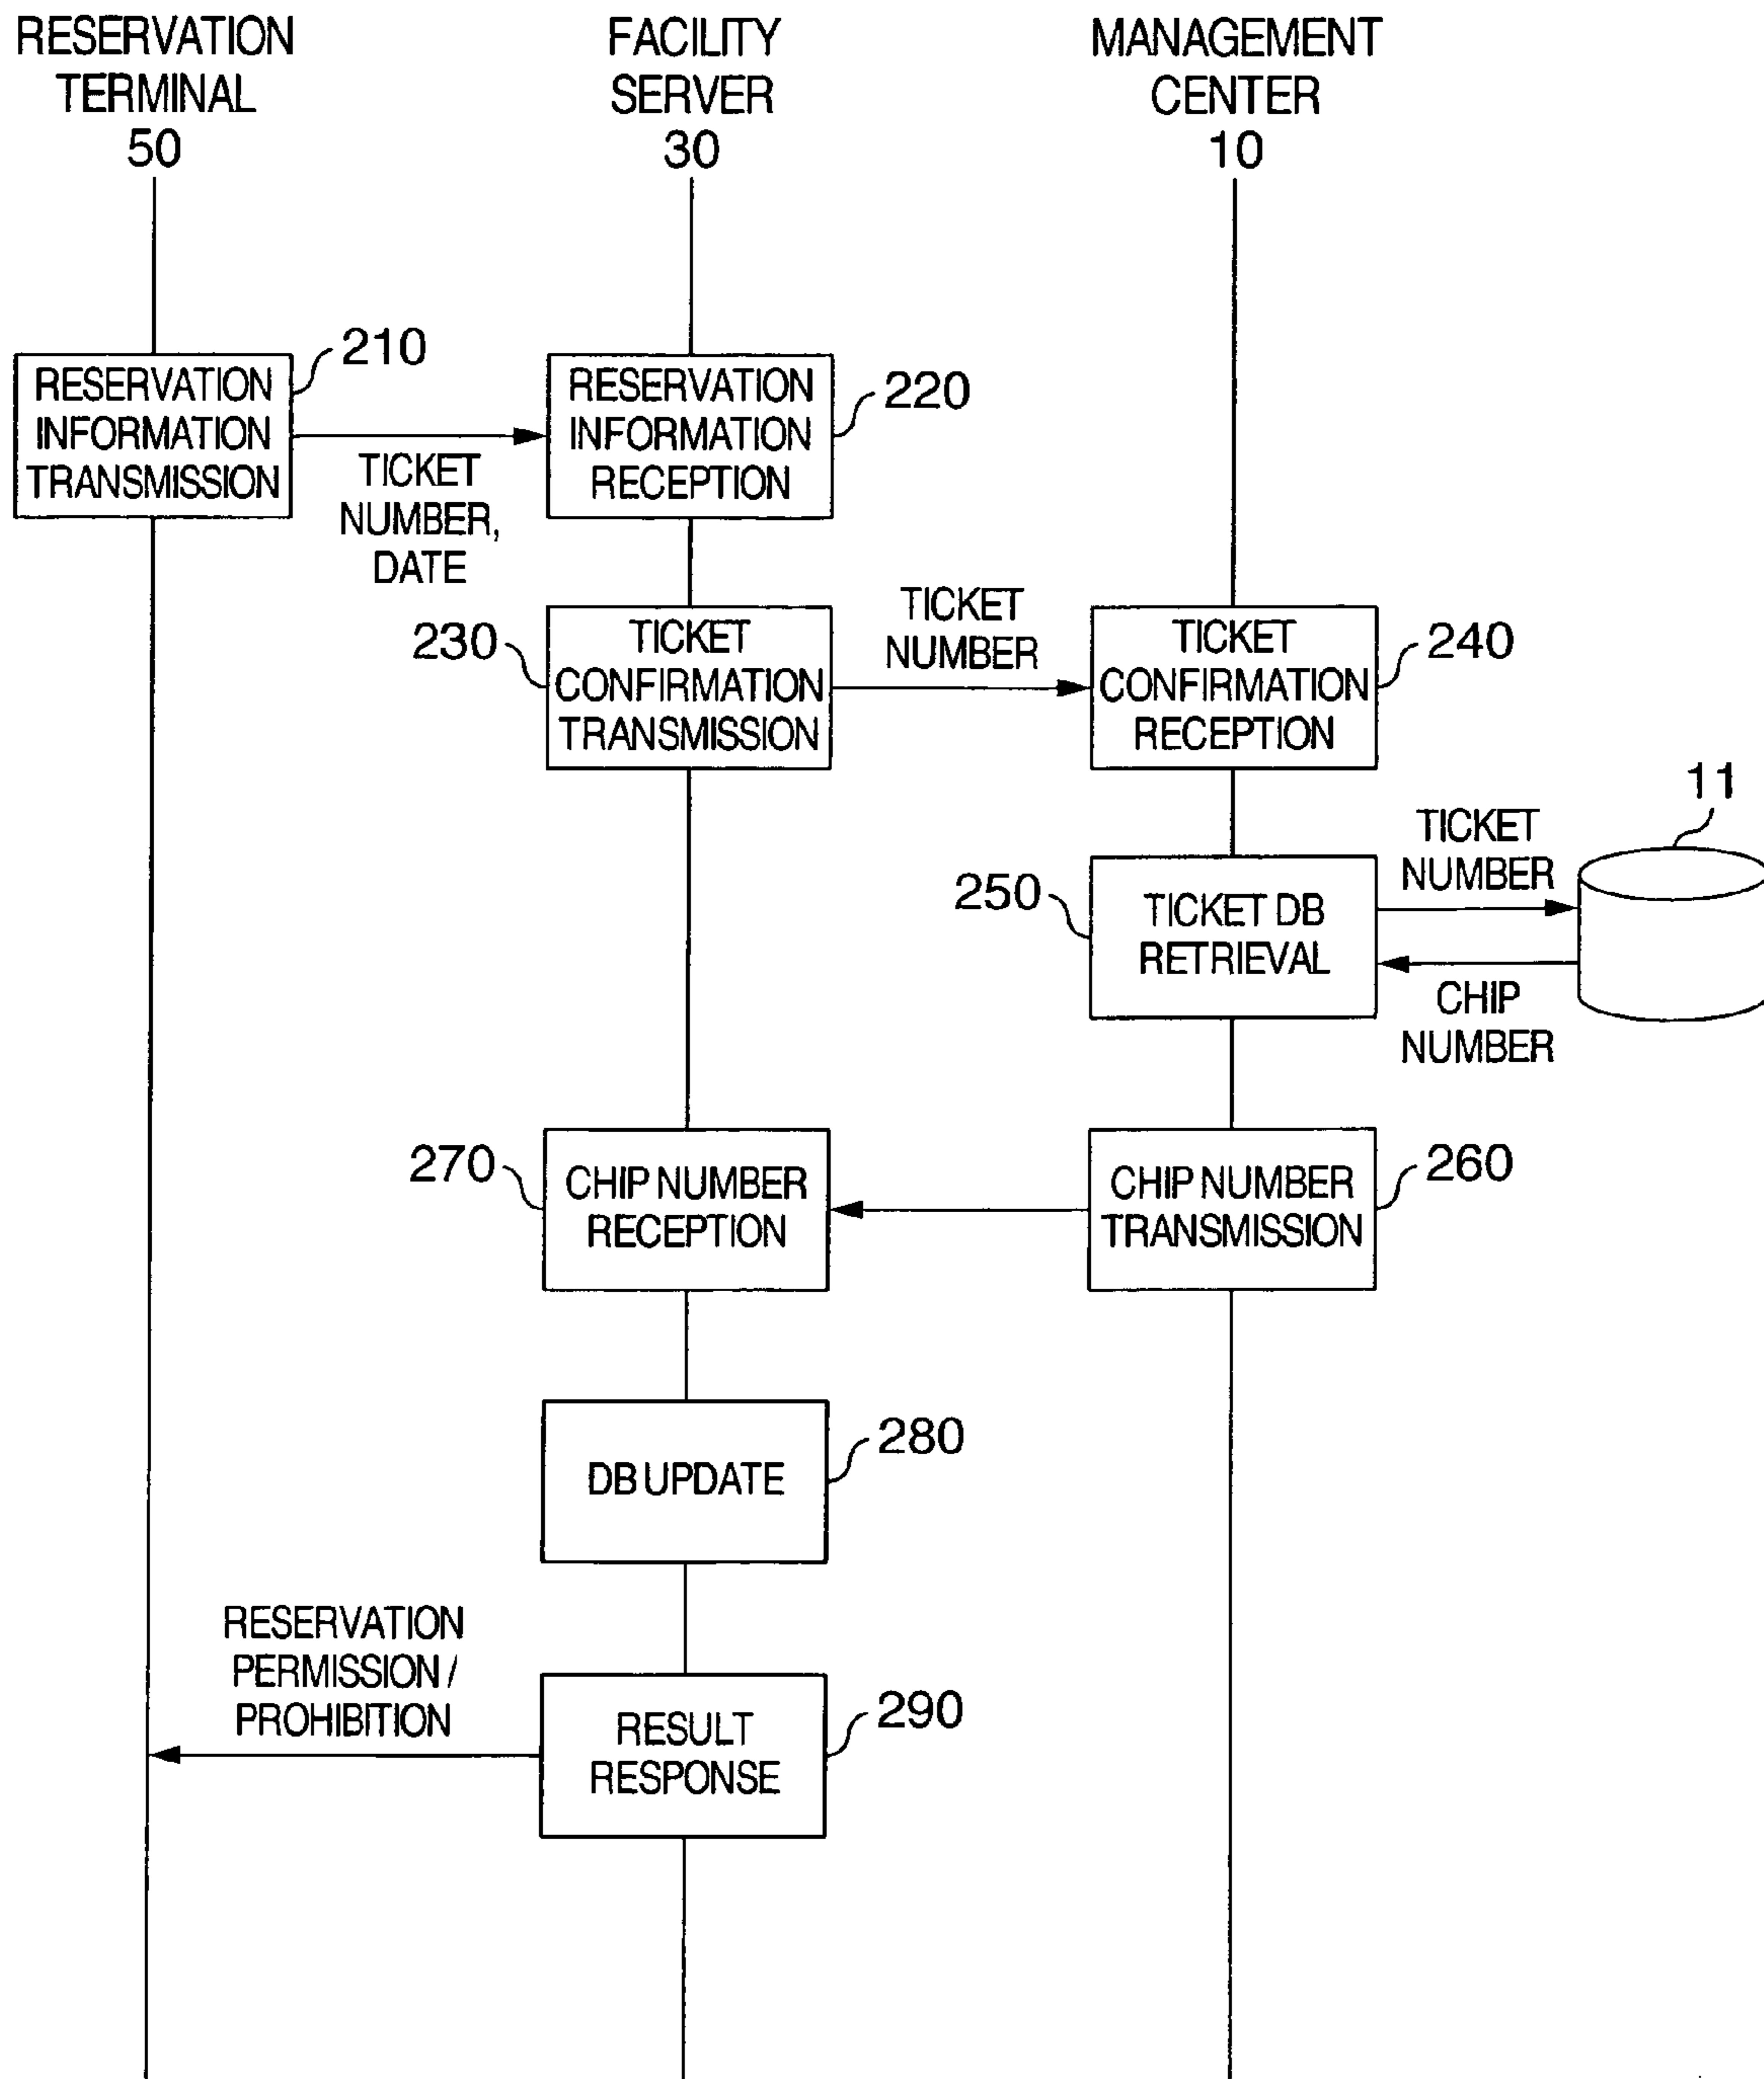 RESERVATION
TERMINAL
50
FACILITY
SERVER
30
MANAGEMENT
CENTER
10
RESERVATION
INFORMATION
TRANSMISSION
210
TICKET
NUMBER,
DATE
RESERVATION
INFORMATION
RECEPTION
220
230
TICKET
CONFIRMATION
TRANSMISSION
TICKET
NUMBER
TICKET
CONFIRMATION
RECEPTION
240
250
TICKET DB
RETRIEVAL
TICKET
NUMBER
CHIP
NUMBER
11
270
CHIP NUMBER
RECEPTION
CHIP NUMBER
TRANSMISSION
260
DB UPDATE
280
RESERVATION
PERMISSION /
PROHIBITION
RESULT
RESPONSE
290